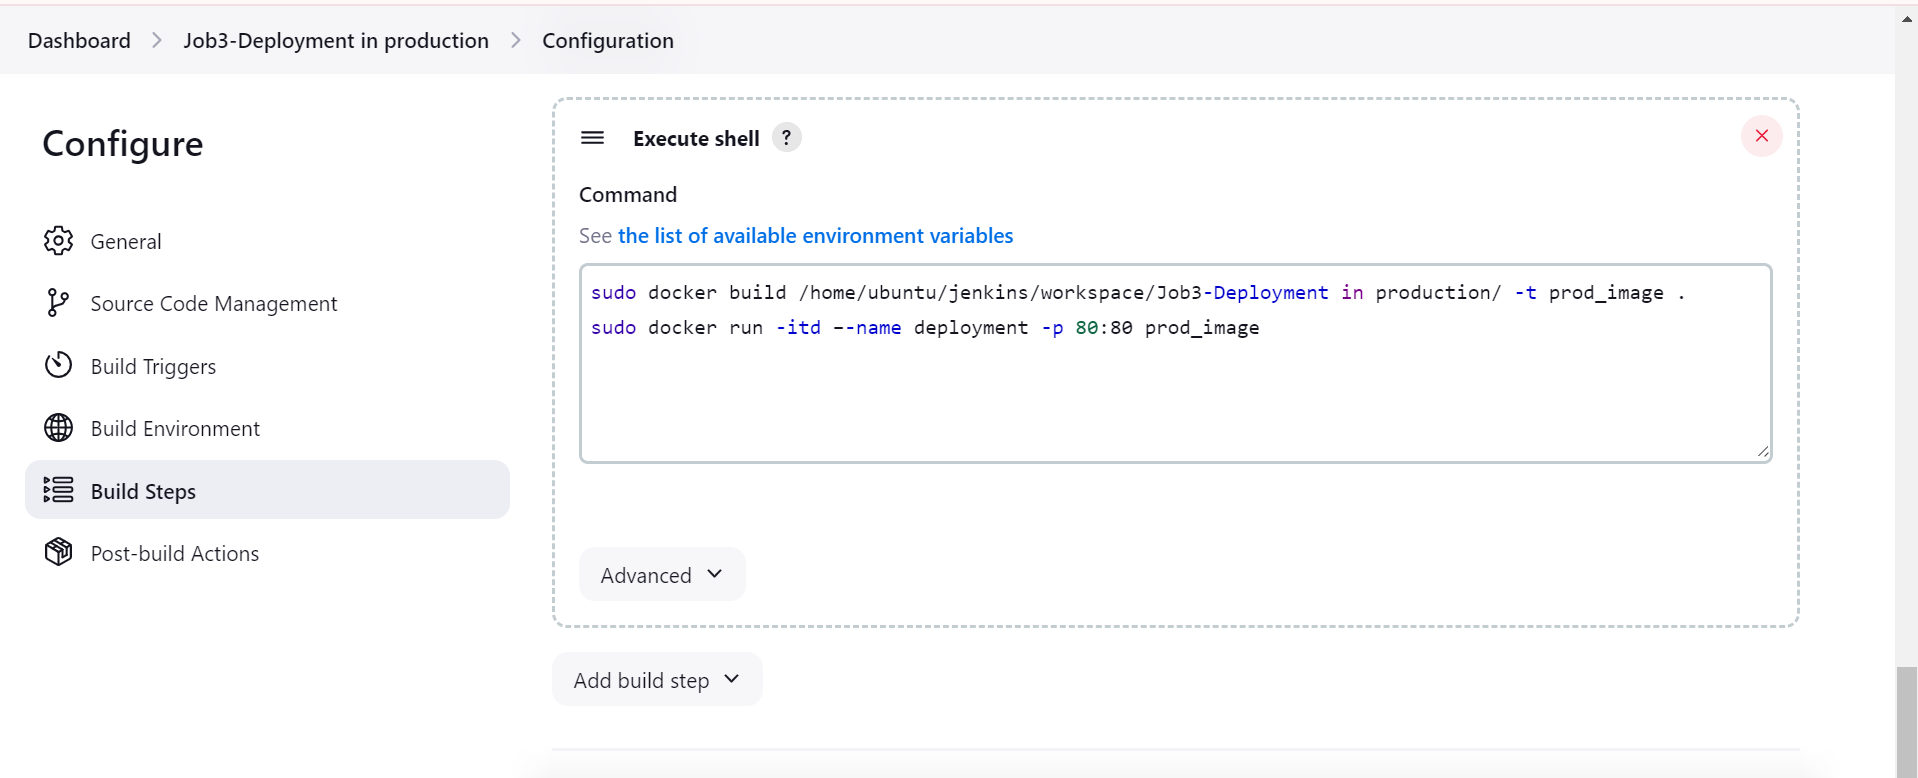 Dashboard > Job3-Deployment in production > Configuration
Configure
General
Source Code Management
Build Triggers
Build Environment
Build Steps
Post-build Actions
Execute shell ?
Command
See the list of available environment variables
sudo docker build /home/ubuntu/jenkins/workspace/Job3-Deployment in production/ -t prod_image .
sudo docker run -itd –-name deployment -p 80:80 prod_image
Advanced
Add build step